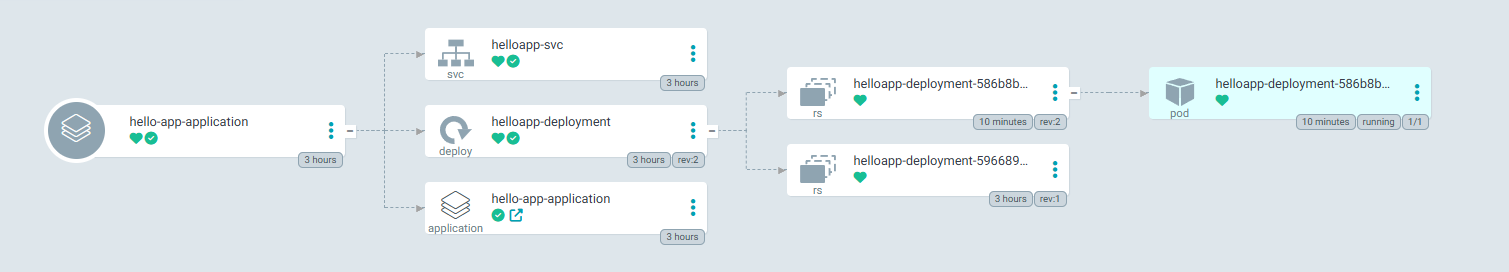 hello-app-application
3 hours
helloapp-svc
svc
3 hours
helloapp-deployment
deploy
3 hours rev:2
hello-app-application
application
3 hours
helloapp-deployment-586b8b...
rs
10 minutes rev:2
helloapp-deployment-596689...
rs
3 hours rev:1
helloapp-deployment-586b8b...
pod
10 minutes running 1/1